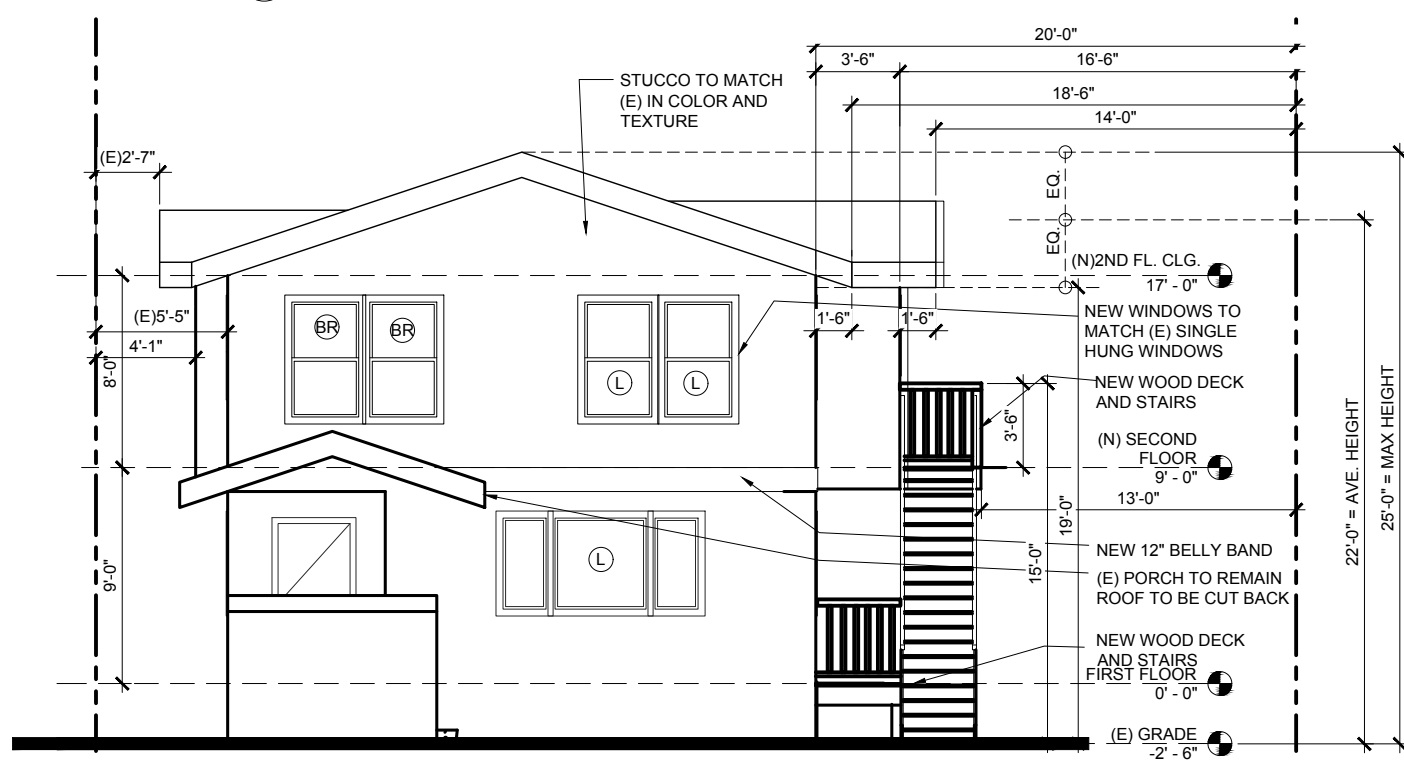 20'-0"
3'-6"
16'-6"
STUCCO TO MATCH
(E) IN COLOR AND
TEXTURE
18'-6"
14'-0"
(E)2'-7"
EQ.
EQ.
(N)2ND FL. CLG.
17' - 0"
(E)5'-5"
4'-1"
8'-0"
BR
BR
L
L
1'-6"
1'-6"
NEW WINDOWS TO
MATCH (E) SINGLE
HUNG WINDOWS
NEW WOOD DECK
AND STAIRS
3'-6"
(N) SECOND
FLOOR
9' - 0"
13'-0"
19'-0"
15'-0"
22'-0" = AVE. HEIGHT
25'-0" = MAX HEIGHT
9'-0"
L
NEW 12" BELLY BAND
(E) PORCH TO REMAIN
ROOF TO BE CUT BACK
NEW WOOD DECK
AND STAIRS
FIRST FLOOR
0' - 0"
(E) GRADE
-2' - 6"